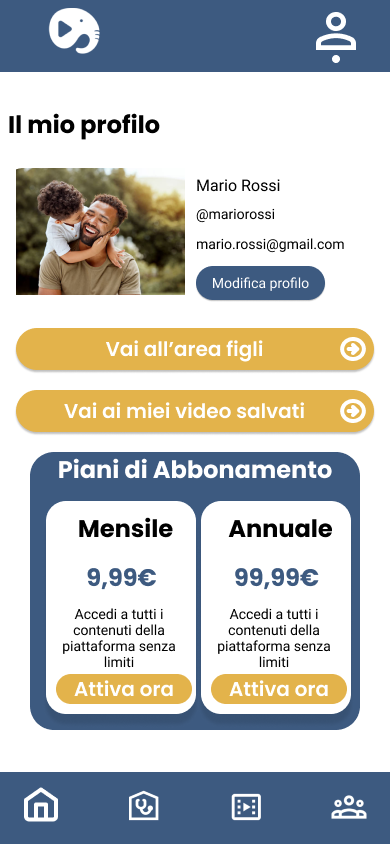 Il mio profilo
Mario Rossi
@mariorossi
mario.rossi@gmail.com
Modifica profilo
Vai all’area figli
Vai ai miei video salvati
Piani di Abbonamento
Mensile
9,99€
Accedi a tutti i
contenuti della
piattaforma senza
limiti
Attiva ora
Annuale
99,99€
Accedi a tutti i
contenuti della
piattaforma senza
limiti
Attiva ora